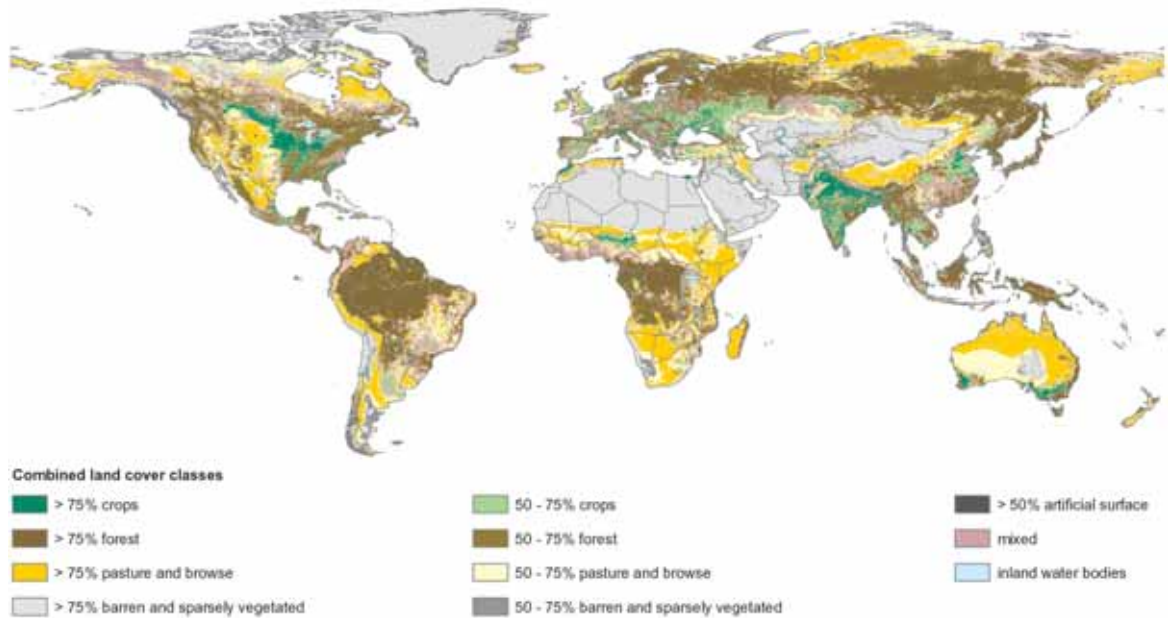 Combined land cover classes
> 75% crops
50 - 75% crops
> 50% artificial surface
> 75% forest
50 - 75% forest
mixed
> 75% pasture and browse
50 - 75% pasture and browse
inland water bodies
> 75% barren and sparsely vegetated
50 - 75% barren and sparsely vegetated